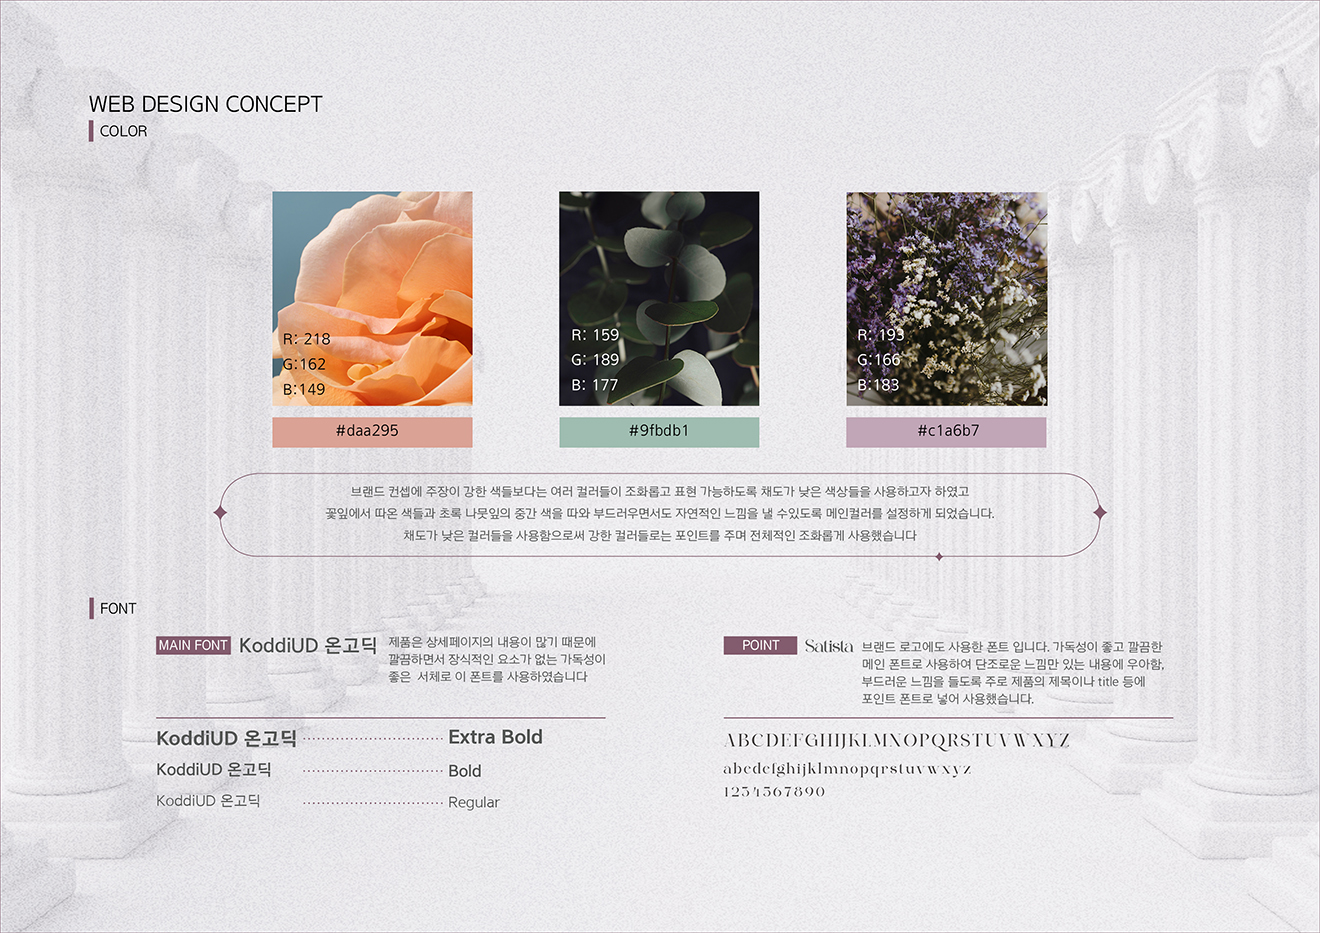 WEB DESIGN CONCEPT
COLOR
R: 218
G:162
B:149
#daa295
R: 159
G: 189
B: 177
#9fbdb1
R: 193
G:166
B:183
#c1a6b7
브랜드 컨셉에 주장이 강한 색들보다는 여러 컬러들이 조화롭고 표현 가능하도록 채도가 낮은 색상들을 사용하고자 하였고
꽃잎에서 따온 색들과 초록 나뭇잎의 중간 색을 따와 부드러우면서도 자연적인 느낌을 낼 수있도록 메인컬러를 설정하게 되었습니다.
채도가 낮은 컬러들을 사용함으로써 강한 컬러들로는 포인트를 주며 전체적인 조화롭게 사용했습니다
FONT
MAIN FONT KoddiUD 온고딕
제품은 상세페이지의 내용이 많기 때문에
깔끔하면서 장식적인 요소가 없는 가독성이
좋은 서체로 이 폰트를 사용하였습니다
KoddiUD 온고딕 Extra Bold
KoddiUD 온고딕 Bold
KoddiUD 온고딕 Regular
POINT Satista
브랜드 로고에도 사용한 폰트 입니다. 가독성이 좋고 깔끔한
메인 폰트로 사용하여 단조로운 느낌만 있는 내용에 우아함,
부드러운 느낌을 들도록 주로 제품의 제목이나 title 등에
포인트 폰트로 넣어 사용했습니다.
ABCDEFGHIJKLMNOPQRSTUVWXYZ
abcdefghijklmnopqrstuvwxyz
1234567890